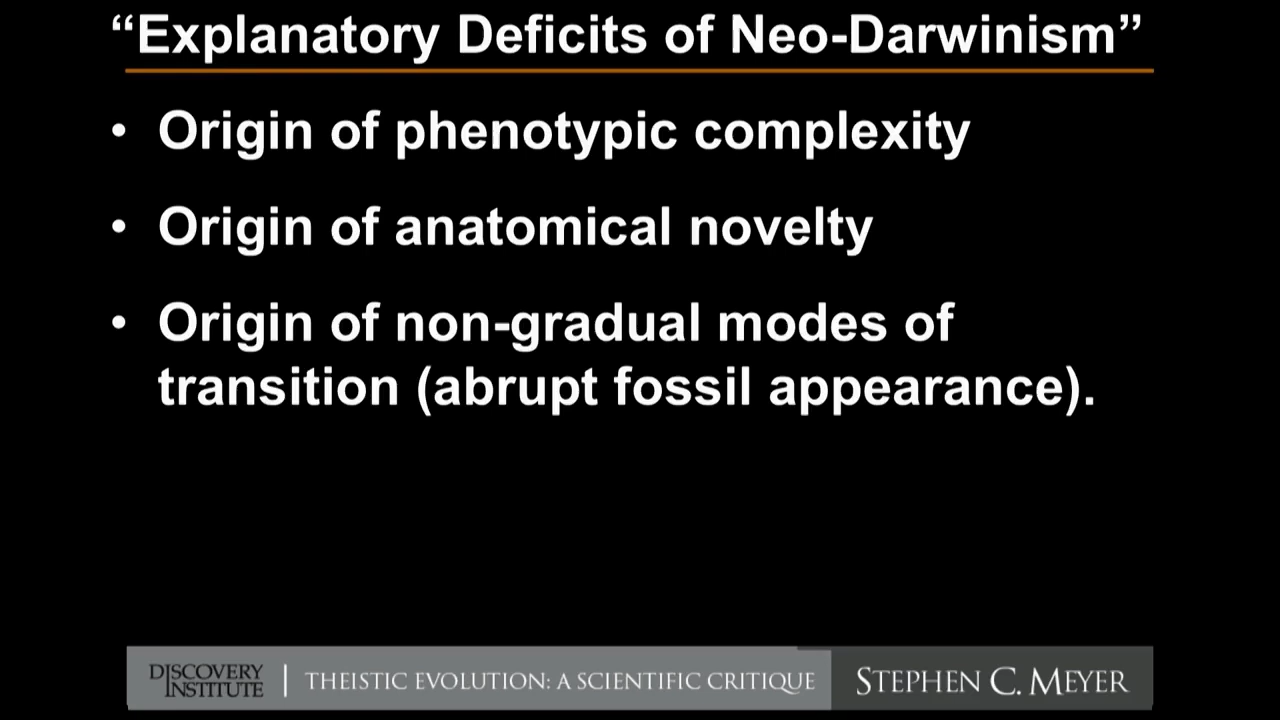 “Explanatory Deficits of Neo-Darwinism”
• Origin of phenotypic complexity
• Origin of anatomical novelty
• Origin of non-gradual modes of
transition (abrupt fossil appearance).
DISCOVERY
INSTITUTE
THEISTIC EVOLUTION: A SCIENTIFIC CRITIQUE
STEPHEN C. MEYER